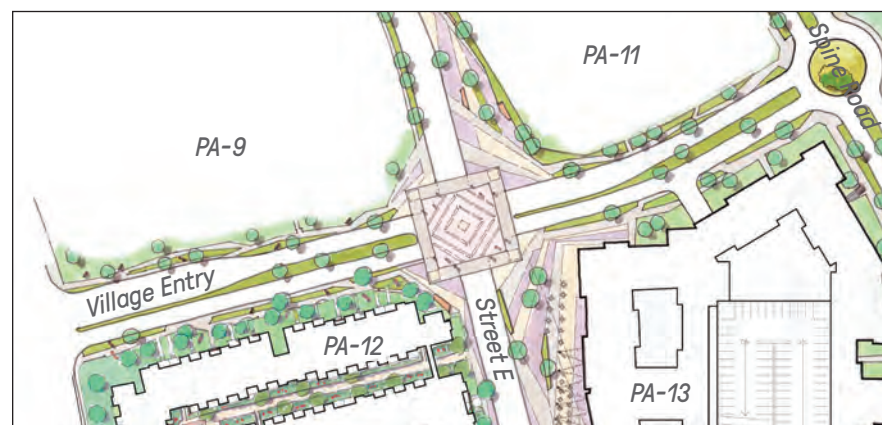 PA-11
Spine Road
PA-9
Village Entry
Street E
PA-12
PA-13